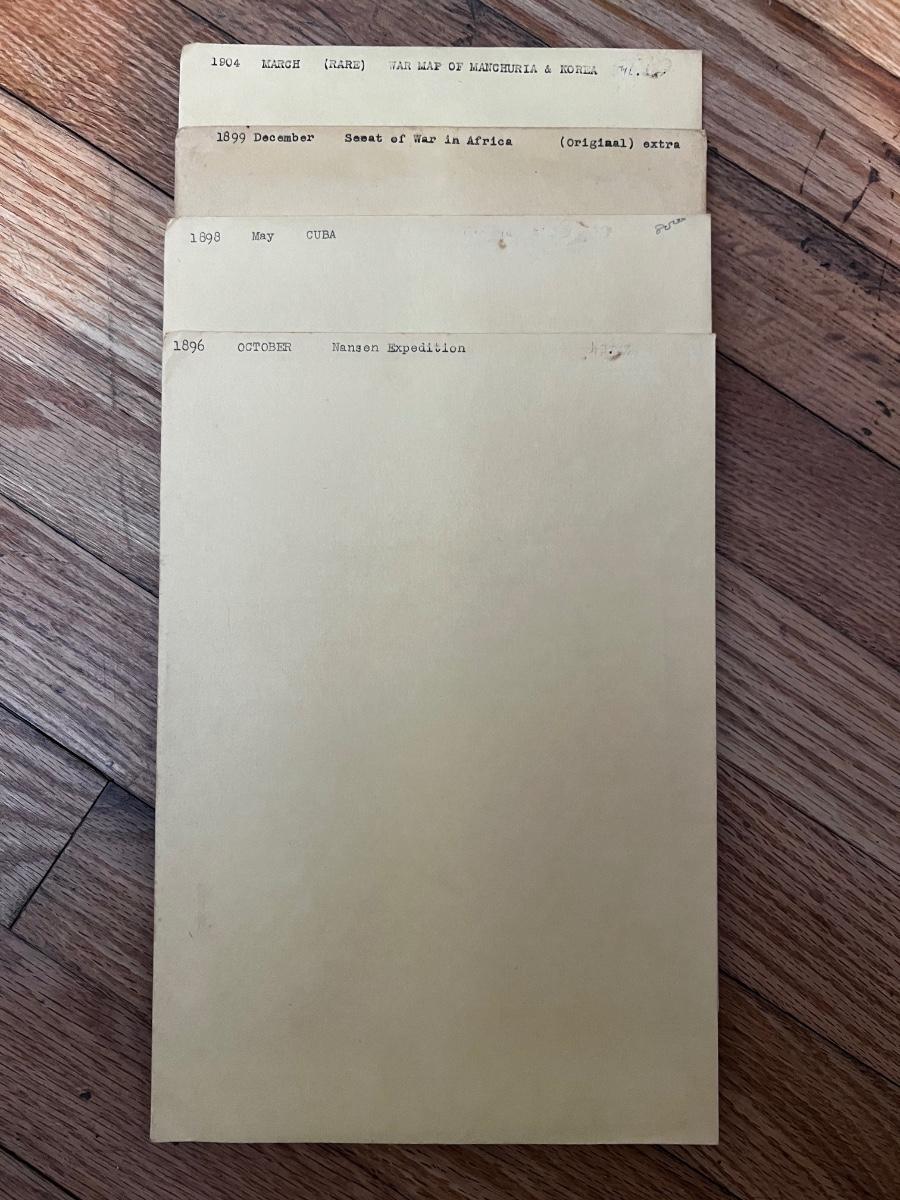 1904 MARCH (RARE) WAR MAP OF MANCHURIA & KOREA
1899 December Seeat of War in Africa (Original) extra
1898 May CUBA
1896 OCTOBER Nansen Expedition